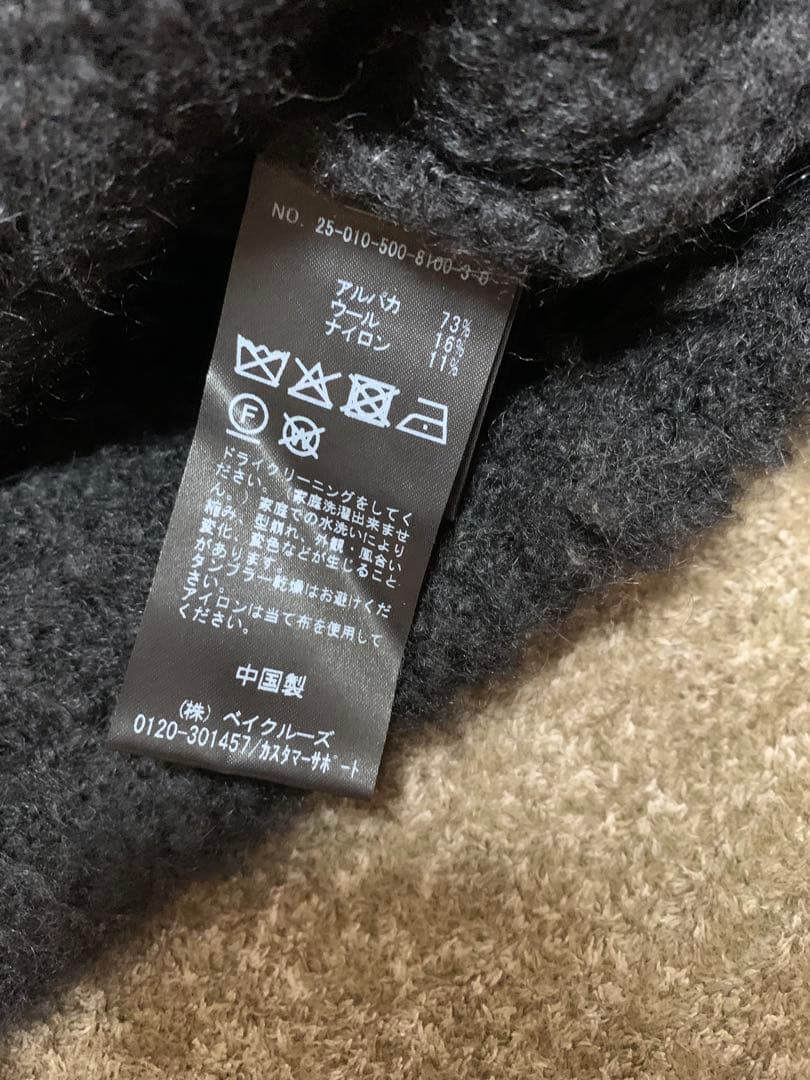 NO. 25-010-500-8100-3-0
アルパカ 73%
ウール 16%
ナイロン 11%
F
W
ドライクリーニングをしてく
ださい。(家庭洗濯出来ませ
ん。)家庭での水洗いにより
縮み、型崩れ、外観・風合い
変化、変色などが生じること
があります。
タンブラー乾燥はお避けくだ
さい。
アイロンは当て布を使用して
ください。
中国製
(株) ベイクルーズ
0120-301457/カスタマーサポート